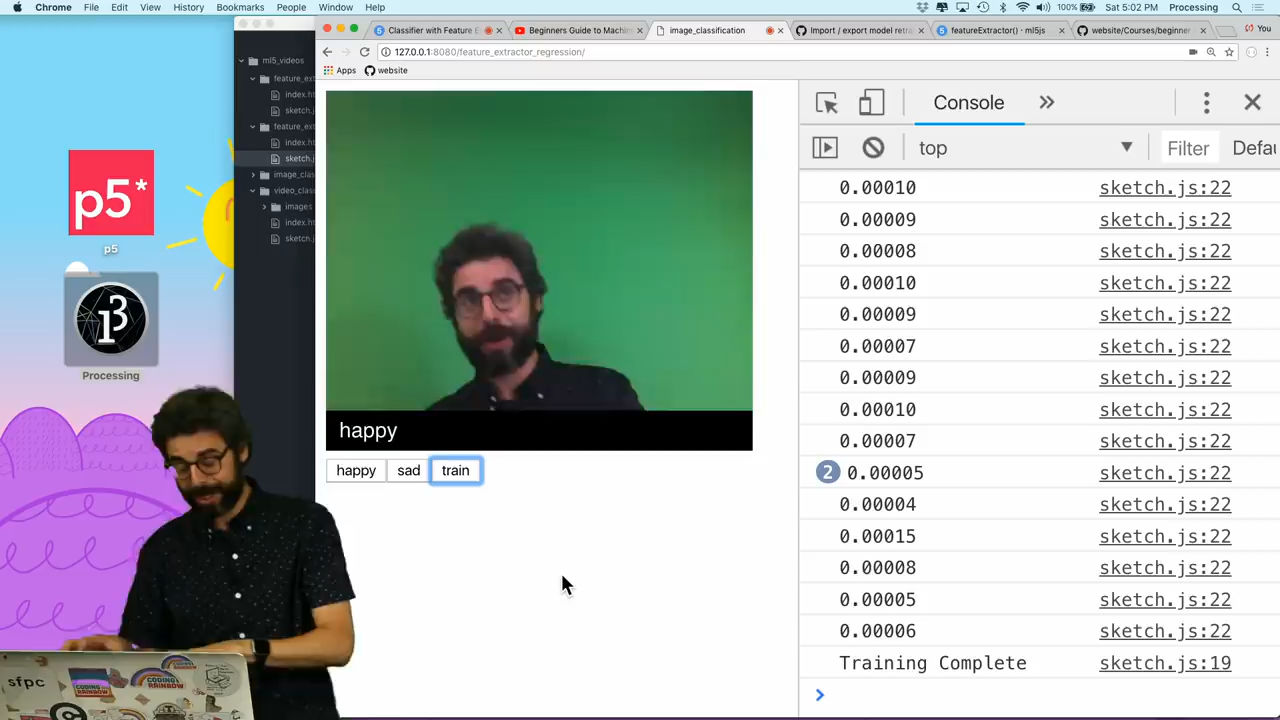 Chrome File Edit View History Bookmarks People Window Help 100% Sat 5:02 PM Processing
Classifier with Feature E
Beginners Guide to Machin
image_classification
Import / export model retra
featureExtractor() · ml5js
website/Courses/beginner
You
127.0.0.1:8080/feature_extractor_regression/
Apps website
ml5_videos
feature_ext
index.ht
sketch.j
feature_ext
index.ht
sketch.j
image_clas
video_clas
images
index.ht
sketch.j
p5*
p5
Processing
happy
happy sad train
Console
top Filter Defau
0.00010 sketch.js:22
0.00009 sketch.js:22
0.00008 sketch.js:22
0.00010 sketch.js:22
0.00009 sketch.js:22
0.00007 sketch.js:22
0.00009 sketch.js:22
0.00010 sketch.js:22
0.00007 sketch.js:22
2 0.00005 sketch.js:22
0.00004 sketch.js:22
0.00015 sketch.js:22
0.00008 sketch.js:22
0.00005 sketch.js:22
0.00006 sketch.js:22
Training Complete sketch.js:19
sfpc
CODING RAINBOW
CODING RAINBOW